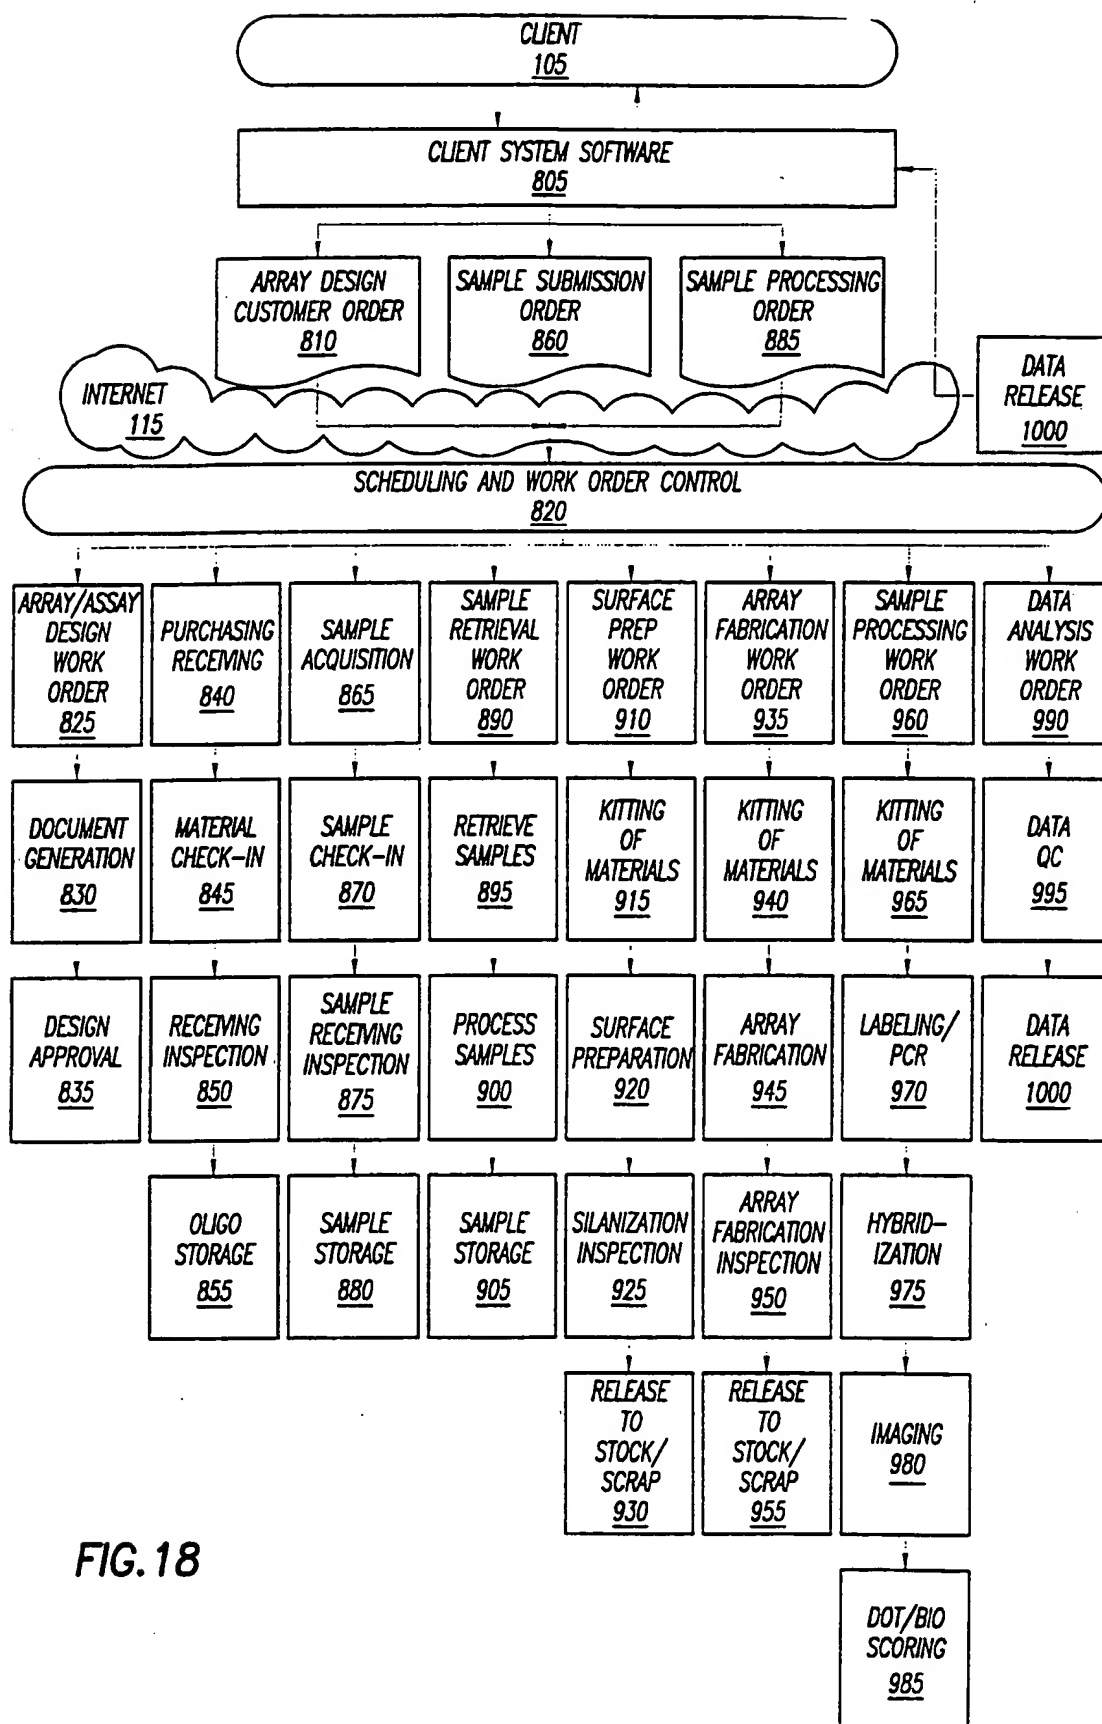 CLIENT
105
CLIENT SYSTEM SOFTWARE
805
ARRAY DESIGN
CUSTOMER ORDER
810
SAMPLE SUBMISSION
ORDER
860
SAMPLE PROCESSING
ORDER
885
INTERNET
115
DATA
RELEASE
1000
SCHEDULING AND WORK ORDER CONTROL
820
ARRAY/ASSAY
DESIGN
WORK
ORDER
825
PURCHASING
RECEIVING
840
SAMPLE
ACQUISITION
865
SAMPLE
RETRIEVAL
WORK
ORDER
890
SURFACE
PREP
WORK
ORDER
910
ARRAY
FABRICATION
WORK
ORDER
935
SAMPLE
PROCESSING
WORK
ORDER
960
DATA
ANALYSIS
WORK
ORDER
990
DOCUMENT
GENERATION
830
MATERIAL
CHECK-IN
845
SAMPLE
CHECK-IN
870
RETRIEVE
SAMPLES
895
KITTING
OF
MATERIALS
915
KITTING
OF
MATERIALS
940
KITTING
OF
MATERIALS
965
DATA
QC
995
DESIGN
APPROVAL
835
RECEIVING
INSPECTION
850
SAMPLE
RECEIVING
INSPECTION
875
PROCESS
SAMPLES
900
SURFACE
PREPARATION
920
ARRAY
FABRICATION
945
LABELING/
PCR
970
DATA
RELEASE
1000
OLIGO
STORAGE
855
SAMPLE
STORAGE
880
SAMPLE
STORAGE
905
SILANIZATION
INSPECTION
925
ARRAY
FABRICATION
INSPECTION
950
HYBRID-
IZATION
975
RELEASE
TO
STOCK/
SCRAP
930
RELEASE
TO
STOCK/
SCRAP
955
IMAGING
980
DOT/BIO
SCORING
985
FIG. 18